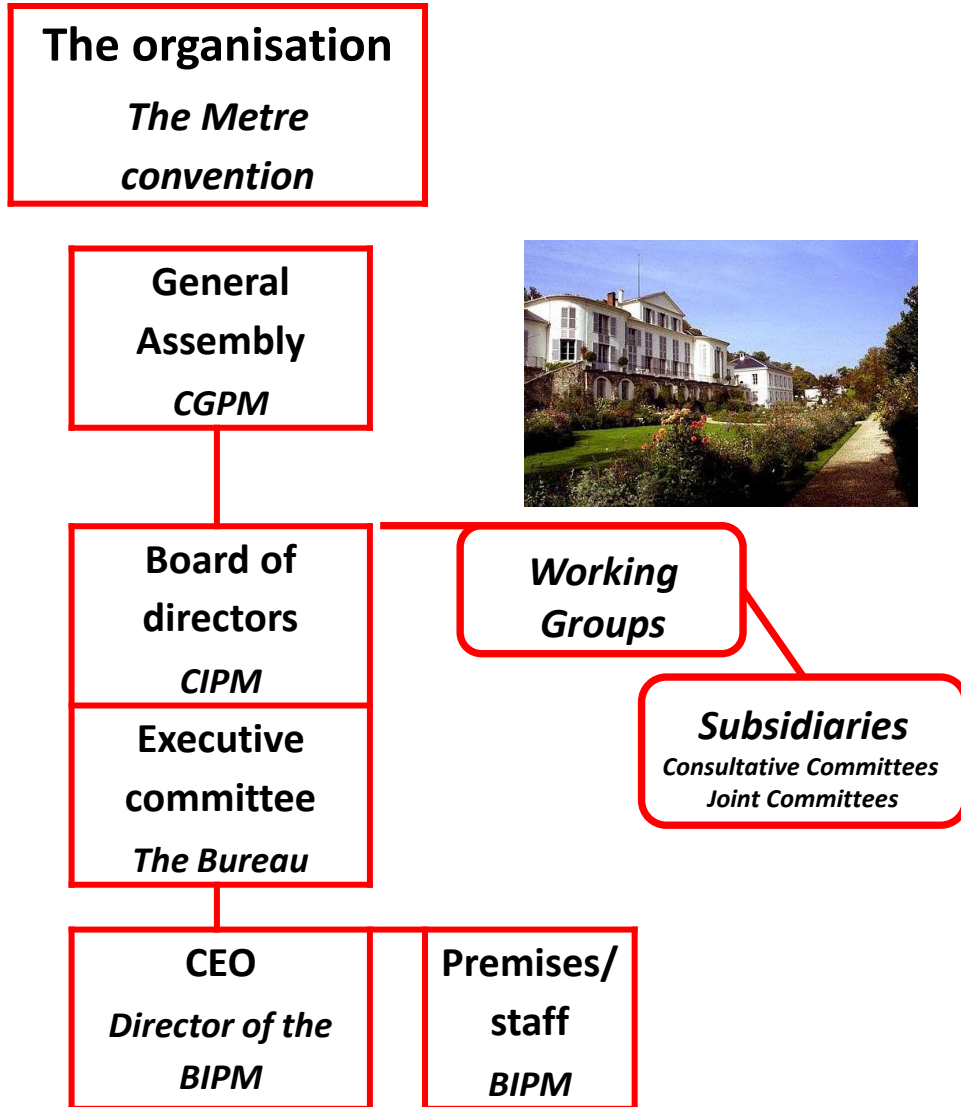 The organisation
The Metre
convention
General
Assembly
CGPM
Board of
directors
CIPM
Working
Groups
Subsidiaries
Consultative Committees
Joint Committees
Executive
committee
The Bureau
CEO
Director of the
BIPM
Premises/
staff
BIPM